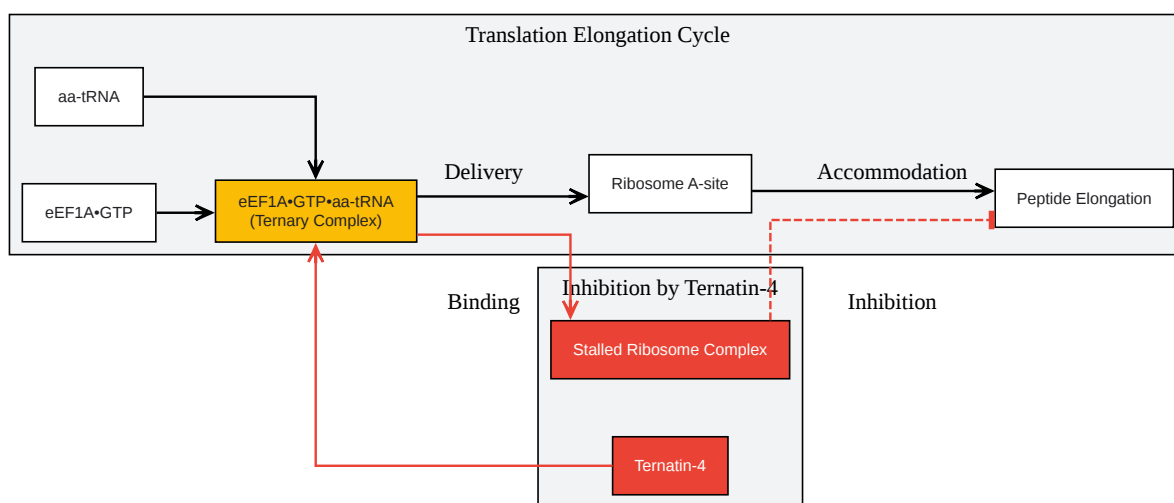 Translation Elongation Cycle
aa-tRNA
eEF1A•GTP
eEF1A•GTP•aa-tRNA
(Ternary Complex)
Delivery
Ribosome A-site
Accommodation
Peptide Elongation
Binding
Inhibition by Ternatin-4
Inhibition
Stalled Ribosome Complex
Ternatin-4